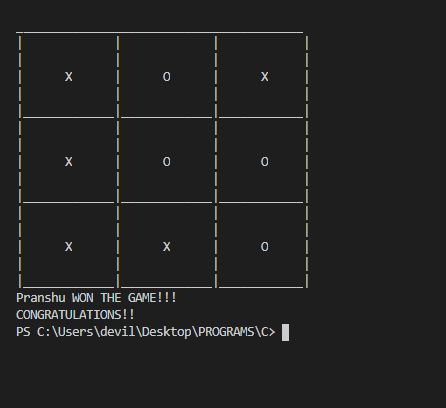 X O X
X O O
X X O
Pranshu WON THE GAME!!!
CONGRATULATIONS!!
PS C:\Users\devil\Desktop\PROGRAMS\C>